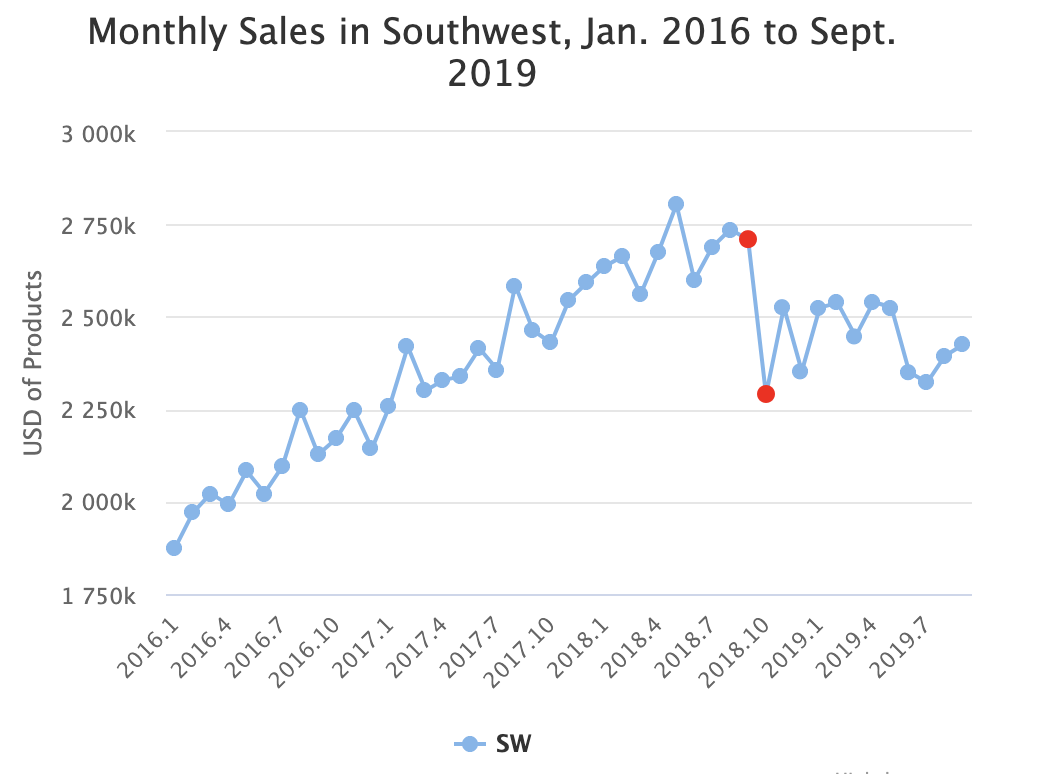 Monthly Sales in Southwest, Jan. 2016 to Sept.
2019
3 000k
2 750k
2 500k
2 250k
2 000k
1 750k
USD of Products
2016.1
2016.4
2016.7
2016.10
2017.1
2017.4
2017.7
2017.10
2018.1
2018.4
2018.7
2018.10
2019.1
2019.4
2019.7
SW